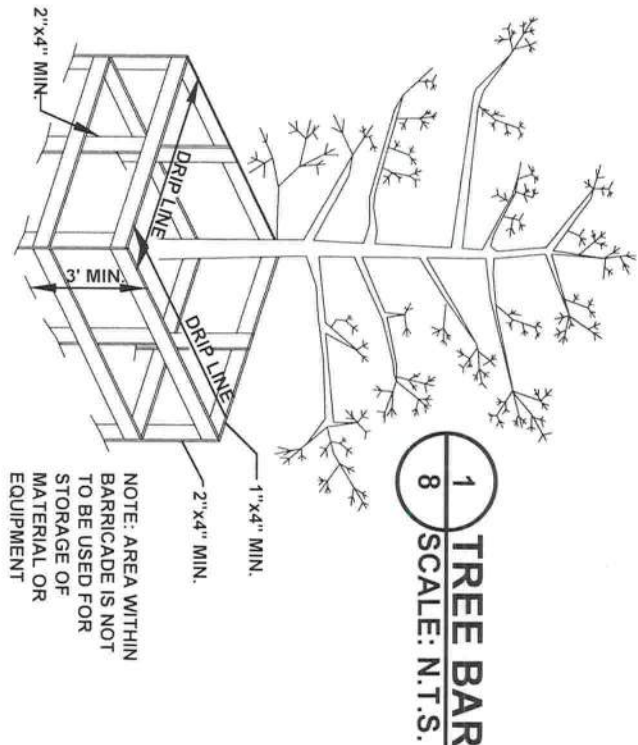 2"x4" MIN.
DRIP LINE
3' MIN.
DRIP LINE
1"x4" MIN.
2"x4" MIN.
NOTE: AREA WITHIN
BARRICADE IS NOT
TO BE USED FOR
STORAGE OF
MATERIAL OR
EQUIPMENT
1
8
TREE BAR
SCALE: N.T.S.